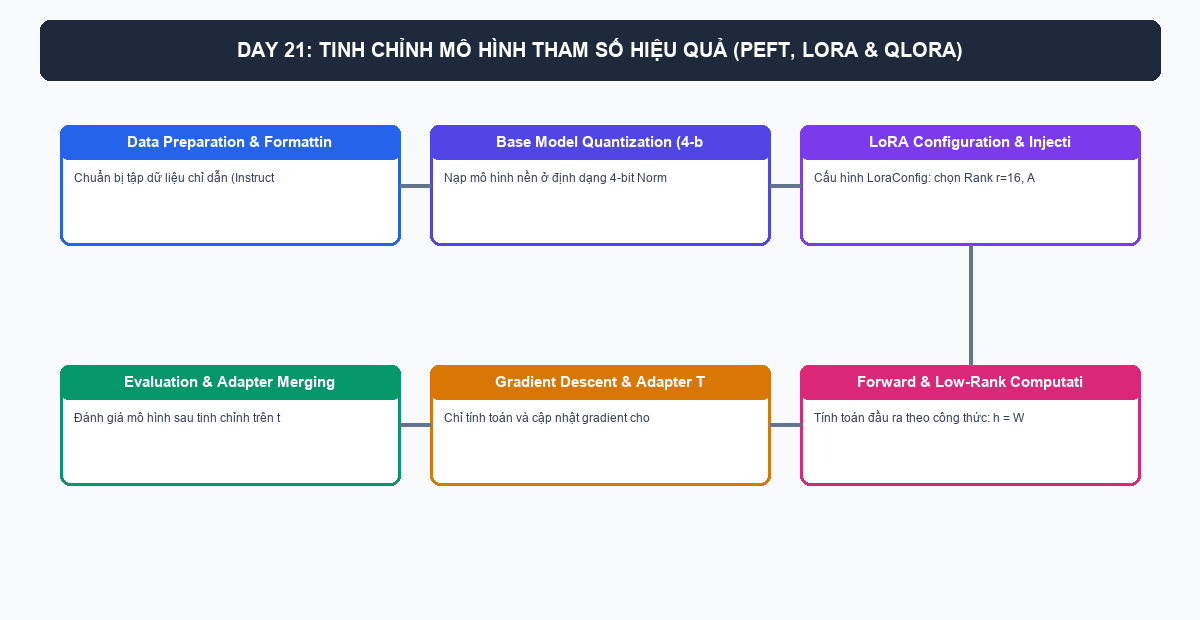 DAY 21: TINH CHỈNH MÔ HÌNH THAM SỐ HIỆU QUẢ (PEFT, LORA & QLORA)
Data Preparation & Formattin
Chuẩn bị tập dữ liệu chỉ dẫn (Instruct
Base Model Quantization (4-b
Nạp mô hình nền ở định dạng 4-bit Norm
LoRA Configuration & Injecti
Cấu hình LoraConfig: chọn Rank r=16, A
Evaluation & Adapter Merging
Đánh giá mô hình sau tinh chỉnh trên t
Gradient Descent & Adapter T
Chỉ tính toán và cập nhật gradient cho
Forward & Low-Rank Computati
Tính toán đầu ra theo công thức: h = W